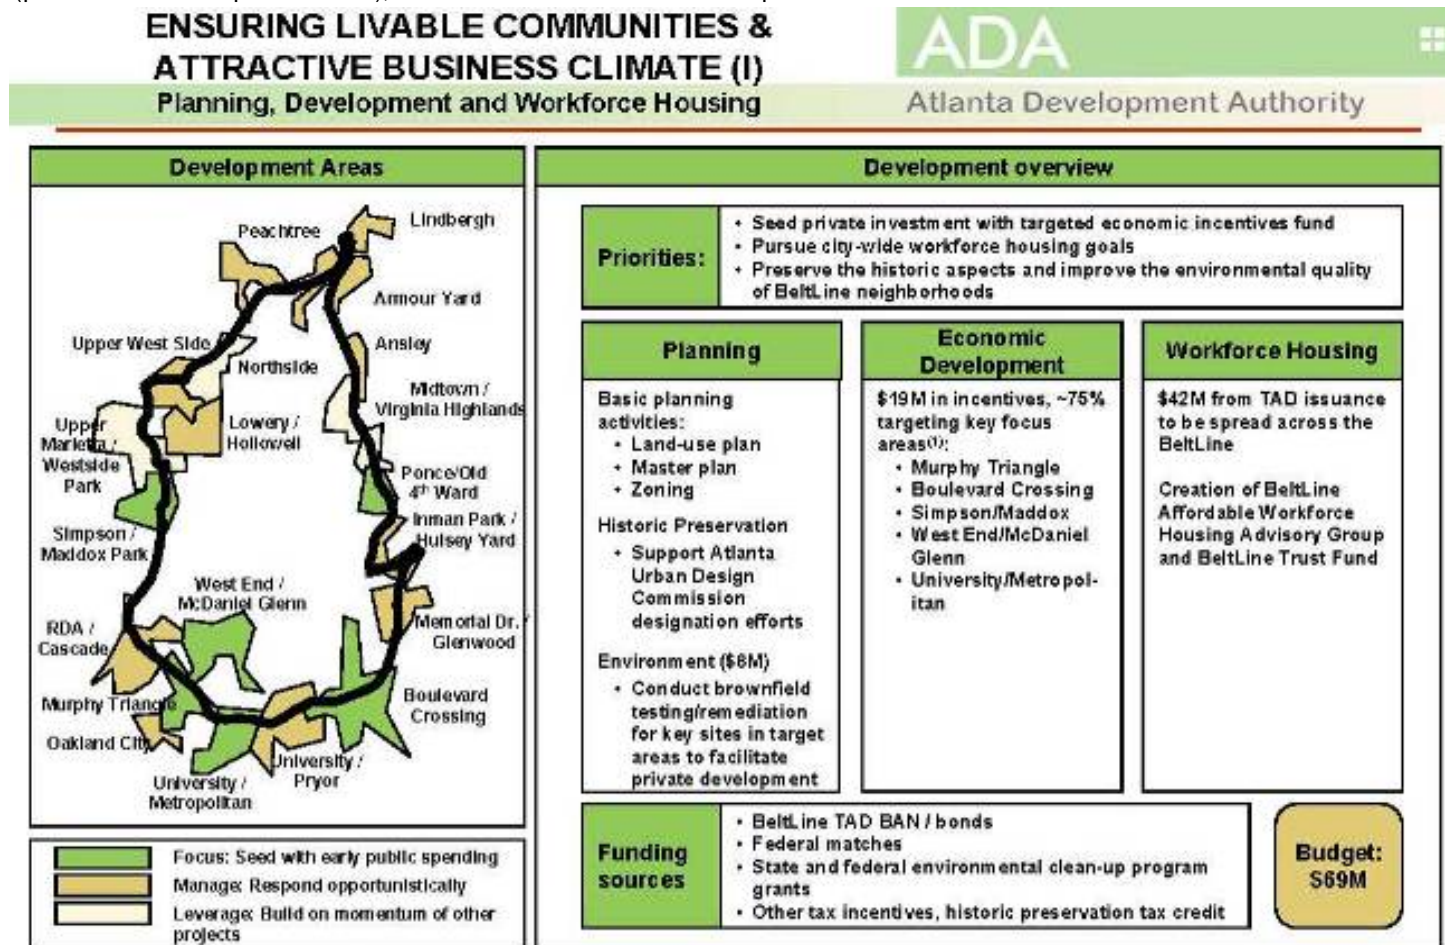 ENSURING LIVABLE COMMUNITIES &
ATTRACTIVE BUSINESS CLIMATE (I)
Planning, Development and Workforce Housing
ADA
Atlanta Development Authority
Development Areas
Peachtree
Lindbergh
Armour Yard
Upper West Side
Northside
Ansley
Midtown /
Virginia Highlands
Upper
Marietta /
Westside
Park
Lowery /
Hollowell
Ponce/Old
4th Ward
Inman Park /
Hulsey Yard
Simpson /
Maddox Park
West End /
McDaniel Glenn
RDA /
Cascade
Memorial Dr. /
Glenwood
Murphy Triangle
Boulevard
Crossing
Oakland City
University /
Pryor
University /
Metropolitan
Focus: Seed with early public spending
Manage: Respond opportunistically
Leverage: Build on momentum of other
projects
Development overview
Priorities:
• Seed private investment with targeted economic incentives fund
• Pursue city-wide workforce housing goals
• Preserve the historic aspects and improve the environmental quality
of BeltLine neighborhoods
Planning
Basic planning
activities:
• Land-use plan
• Master plan
• Zoning
Historic Preservation
• Support Atlanta
Urban Design
Commission
designation efforts
Environment ($8M)
• Conduct brownfield
testing/remediation
for key sites in target
areas to facilitate
private development
Economic
Development
$19M in incentives, ~75%
targeting key focus
areas(1):
• Murphy Triangle
• Boulevard Crossing
• Simpson/Maddox
• West End/McDaniel
Glenn
• University/Metropol-
itan
Workforce Housing
$42M from TAD issuance
to be spread across the
BeltLine
Creation of BeltLine
Affordable Workforce
Housing Advisory Group
and BeltLine Trust Fund
Funding
sources
• BeltLine TAD BAN / bonds
• Federal matches
• State and federal environmental clean-up program
grants
• Other tax incentives, historic preservation tax credit
Budget:
$69M